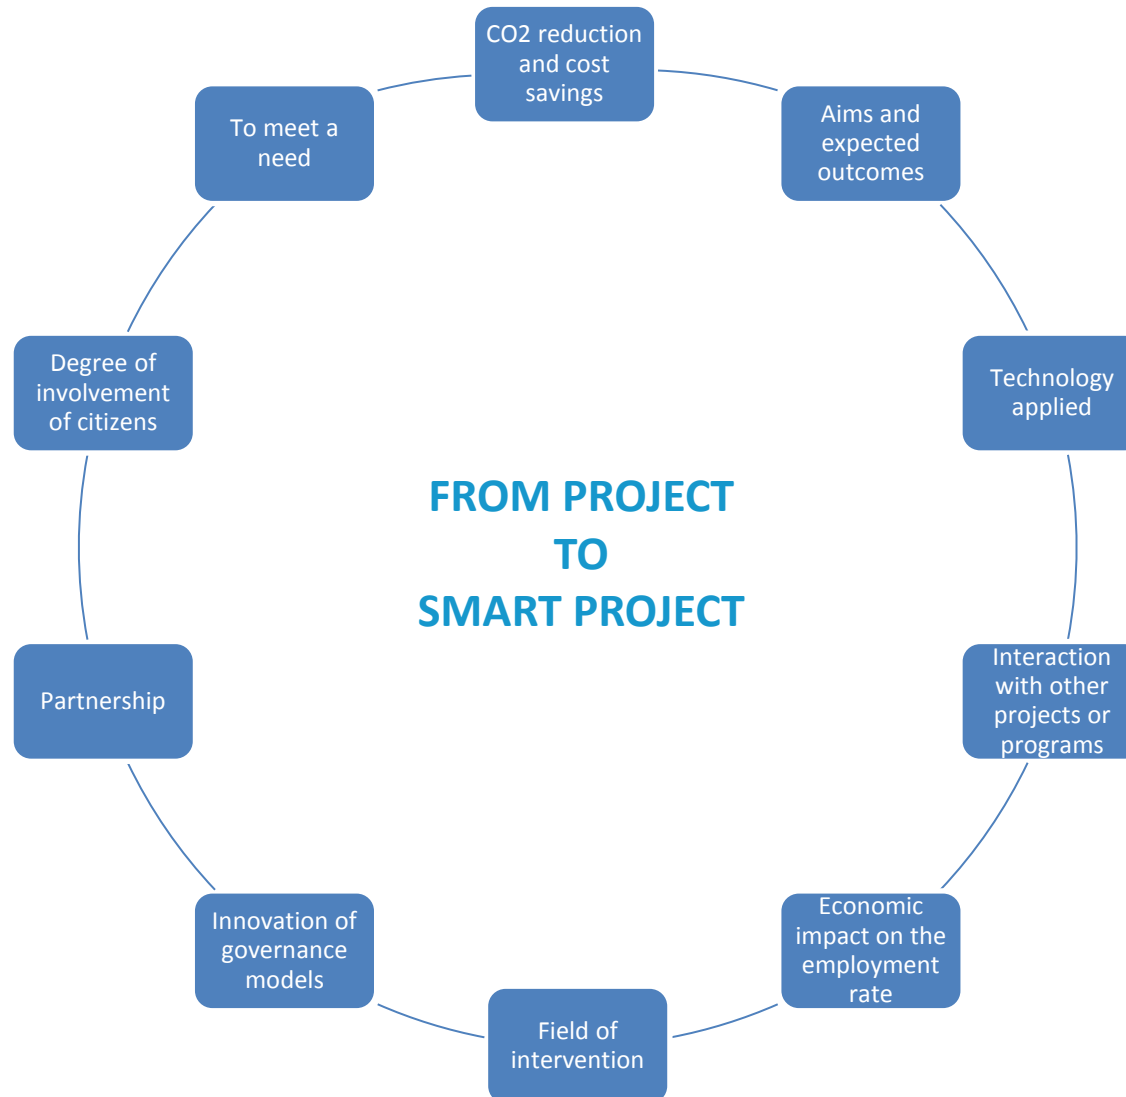 CO2 reduction
and cost
savings
Aims and
expected
outcomes
Technology
applied
Interaction
with other
projects or
programs
Economic
impact on the
employment
rate
Field of
intervention
Innovation of
governance
models
Partnership
Degree of
involvement
of citizens
To meet a
need
FROM PROJECT
TO
SMART PROJECT